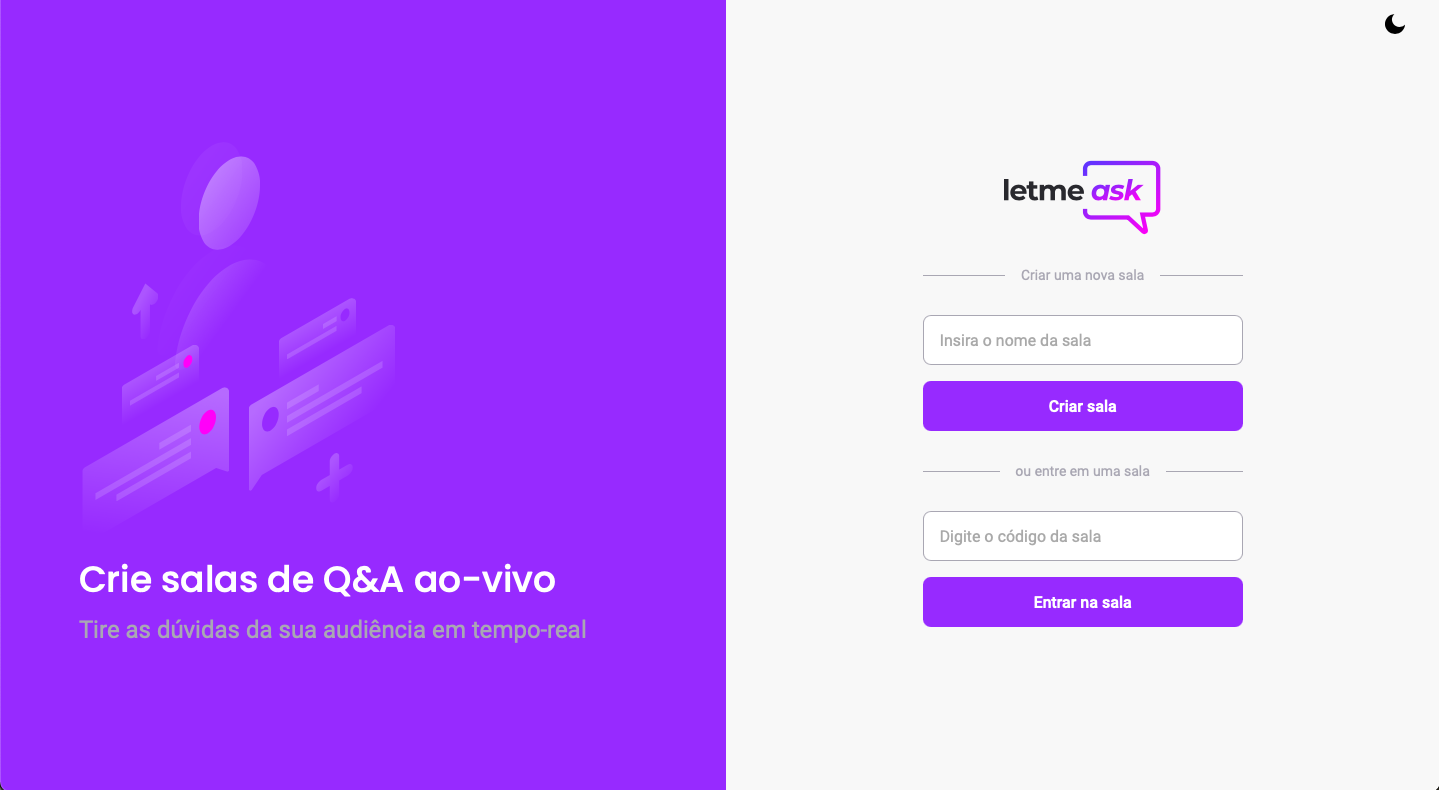 Crie salas de Q&A ao-vivo
Tire as dúvidas da sua audiência em tempo-real
letme ask
Criar uma nova sala
Insira o nome da sala
Criar sala
ou entre em uma sala
Digite o código da sala
Entrar na sala